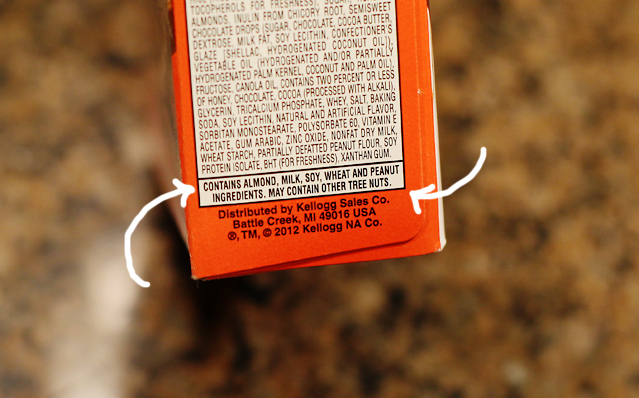 TOCOPHEROLS FOR FRESHNESS), SUGAR,
ALMONDS, INULIN FROM CHICORY ROOT, SEMISWEET
CHOCOLATE DROPS (SUGAR, CHOCOLATE, COCOA BUTTER,
DEXTROSE, MILK FAT, SOY LECITHIN), CONFECTIONER'S
GLAZE (SHELLAC, HYDROGENATED COCONUT OIL)),
VEGETABLE OIL (HYDROGENATED AND/OR PARTIALLY
HYDROGENATED PALM KERNEL, COCONUT AND PALM OIL),
FRUCTOSE, CANOLA OIL, CONTAINS TWO PERCENT OR LESS
OF HONEY, CHOCOLATE, COCOA (PROCESSED WITH ALKALI),
GLYCERIN, TRICALCIUM PHOSPHATE, WHEY, SALT, BAKING
SODA, SOY LECITHIN, NATURAL AND ARTIFICIAL FLAVOR,
SORBITAN MONOSTEARATE, POLYSORBATE 60, VITAMIN E
ACETATE, GUM ARABIC, ZINC OXIDE, NONFAT DRY MILK,
WHEAT STARCH, PARTIALLY DEFATTED PEANUT FLOUR, SOY
PROTEIN ISOLATE, BHT (FOR FRESHNESS), XANTHAN GUM.
CONTAINS ALMOND, MILK, SOY, WHEAT AND PEANUT
INGREDIENTS. MAY CONTAIN OTHER TREE NUTS.
Distributed by Kellogg Sales Co.
Battle Creek, MI 49016 USA
®, TM, © 2012 Kellogg NA Co.